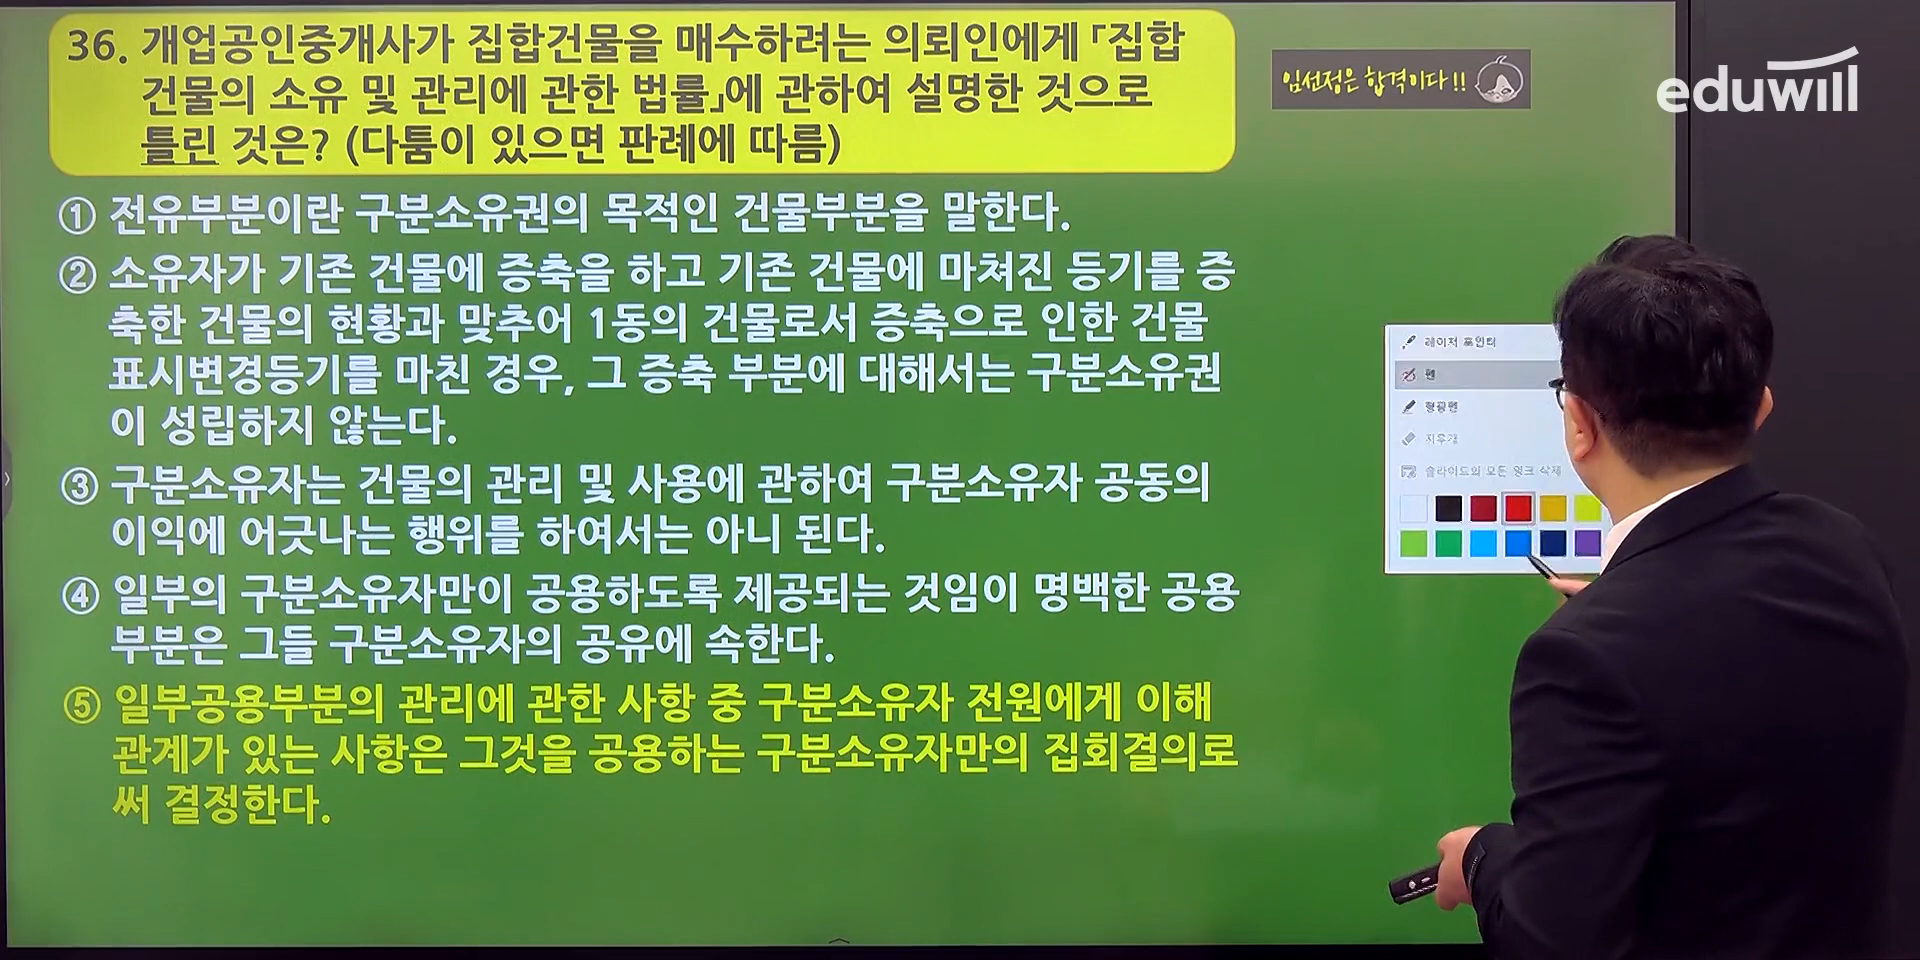 36. 개업공인중개사가 집합건물을 매수하려는 의뢰인에게 「집합
건물의 소유 및 관리에 관한 법률」에 관하여 설명한 것으로
틀린 것은? (다툼이 있으면 판례에 따름)
임선정은 합격이다!!
eduwill
① 전유부분이란 구분소유권의 목적인 건물부분을 말한다.
② 소유자가 기존 건물에 증축을 하고 기존 건물에 마쳐진 등기를 증
축한 건물의 현황과 맞추어 1동의 건물로서 증축으로 인한 건물
표시변경등기를 마친 경우, 그 증축 부분에 대해서는 구분소유권
이 성립하지 않는다.
③ 구분소유자는 건물의 관리 및 사용에 관하여 구분소유자 공동의
이익에 어긋나는 행위를 하여서는 아니 된다.
④ 일부의 구분소유자만이 공용하도록 제공되는 것임이 명백한 공용
부분은 그들 구분소유자의 공유에 속한다.
⑤ 일부공용부분의 관리에 관한 사항 중 구분소유자 전원에게 이해
관계가 있는 사항은 그것을 공용하는 구분소유자만의 집회결의로
써 결정한다.
레이저 포인터
펜
형광펜
지우개
슬라이드의 모든 잉크 삭제